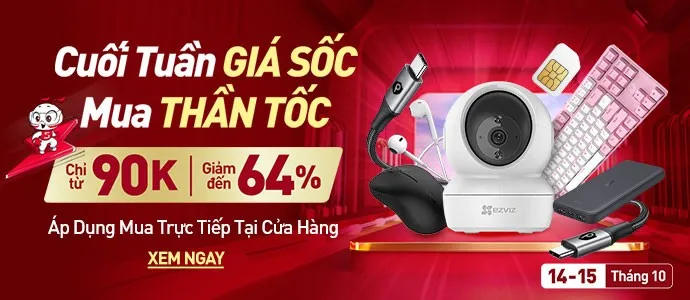 Cuối Tuần GIÁ SỐC
Mua THẦN TỐC
Chỉ từ 90K
Giảm đến 64%
Áp Dụng Mua Trực Tiếp Tại Cửa Hàng
XEM NGAY
EZVIZ
14-15 Tháng 10